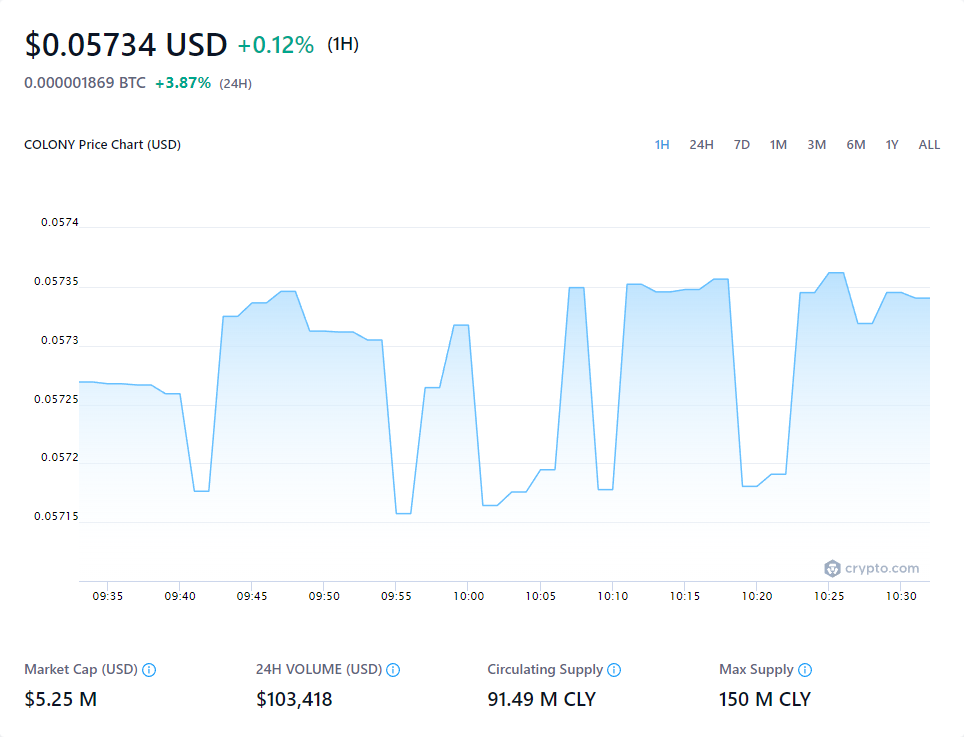 $0.05734 USD +0.12% (1H)
0.000001869 BTC +3.87% (24H)
COLONY Price Chart (USD) 1H 24H 7D 1M 3M 6M 1Y ALL
0.0574
0.05735
0.0573
0.05725
0.0572
0.05715
crypto.com
09:35 09:40 09:45 09:50 09:55 10:00 10:05 10:10 10:15 10:20 10:25 10:30
Market Cap (USD) 24H VOLUME (USD) Circulating Supply Max Supply
$5.25 M $103,418 91.49 M CLY 150 M CLY